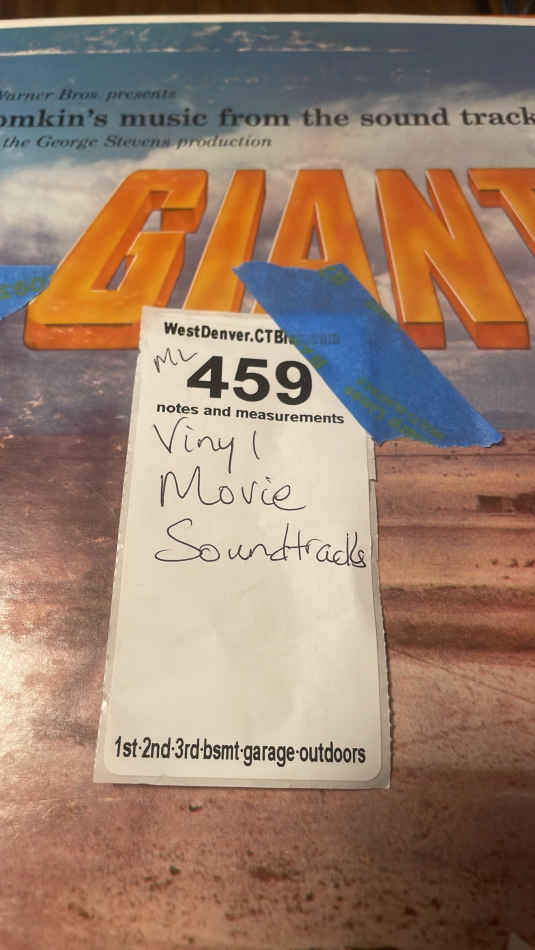 Warner Bros. presents
omkin's music from the sound track
the George Stevens production
GIANT
WestDenver.CTBi
ML
459
notes and measurements
Vinyl
Movie
Soundtracks
1st·2nd·3rd·bsmt·garage·outdoors